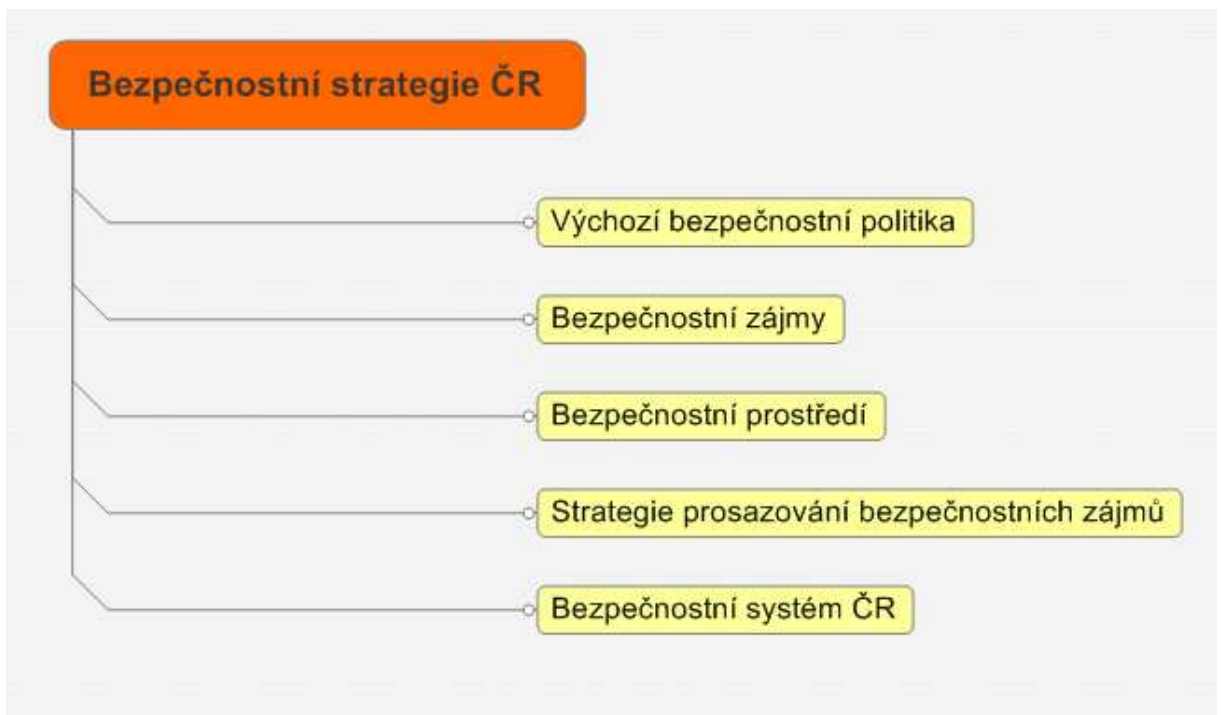 Bezpečnostní strategie ČR
Výchozí bezpečnostní politika
Bezpečnostní zájmy
Bezpečnostní prostředí
Strategie prosazování bezpečnostních zájmů
Bezpečnostní systém ČR